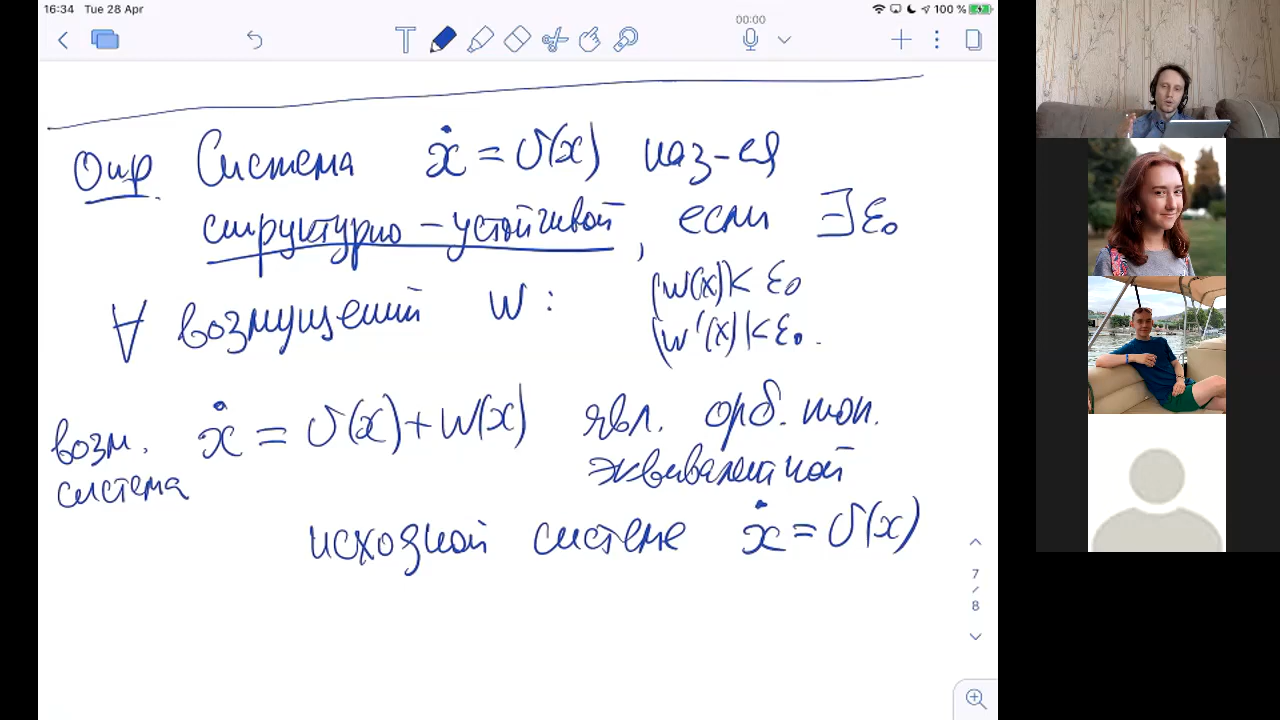 16:34 Tue 28 Apr
100 %
00:00
T
Опр. Система ẋ = v(x) наз-ся
структурно-устойчивой, если ∃ε₀
∀ возмущений w : |w(x)|< ε₀
|w'(x)|<ε₀.
возм. система ẋ = v(x)+w(x) явл. орб. топ.
эквивалентной
исходной системе ẋ = v(x)
7
/
8